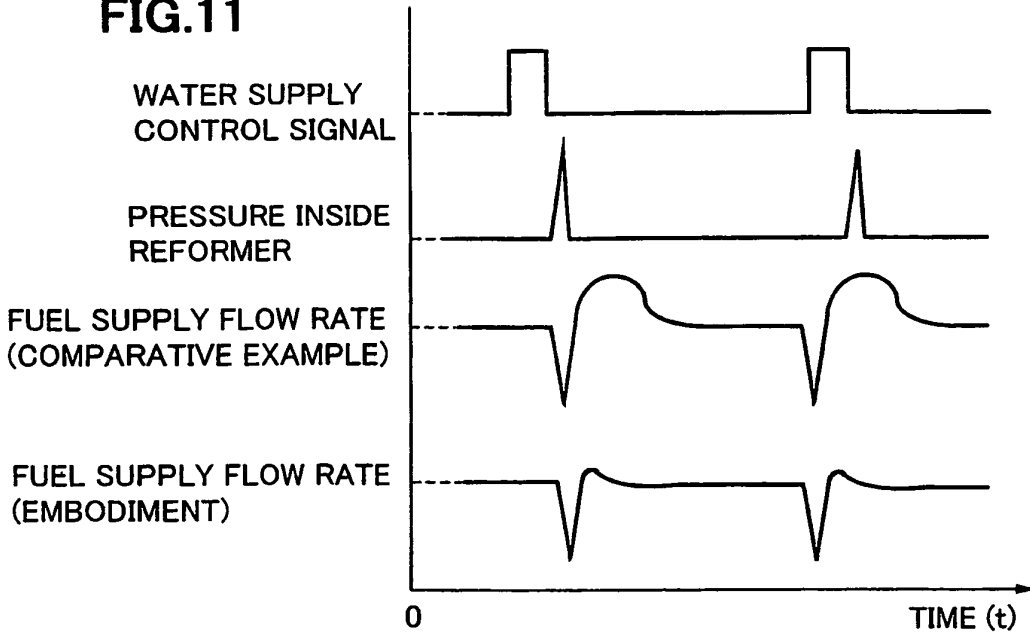 FIG.11
WATER SUPPLY
CONTROL SIGNAL
PRESSURE INSIDE
REFORMER
FUEL SUPPLY FLOW RATE
(COMPARATIVE EXAMPLE)
FUEL SUPPLY FLOW RATE
(EMBODIMENT)
0
TIME (t)